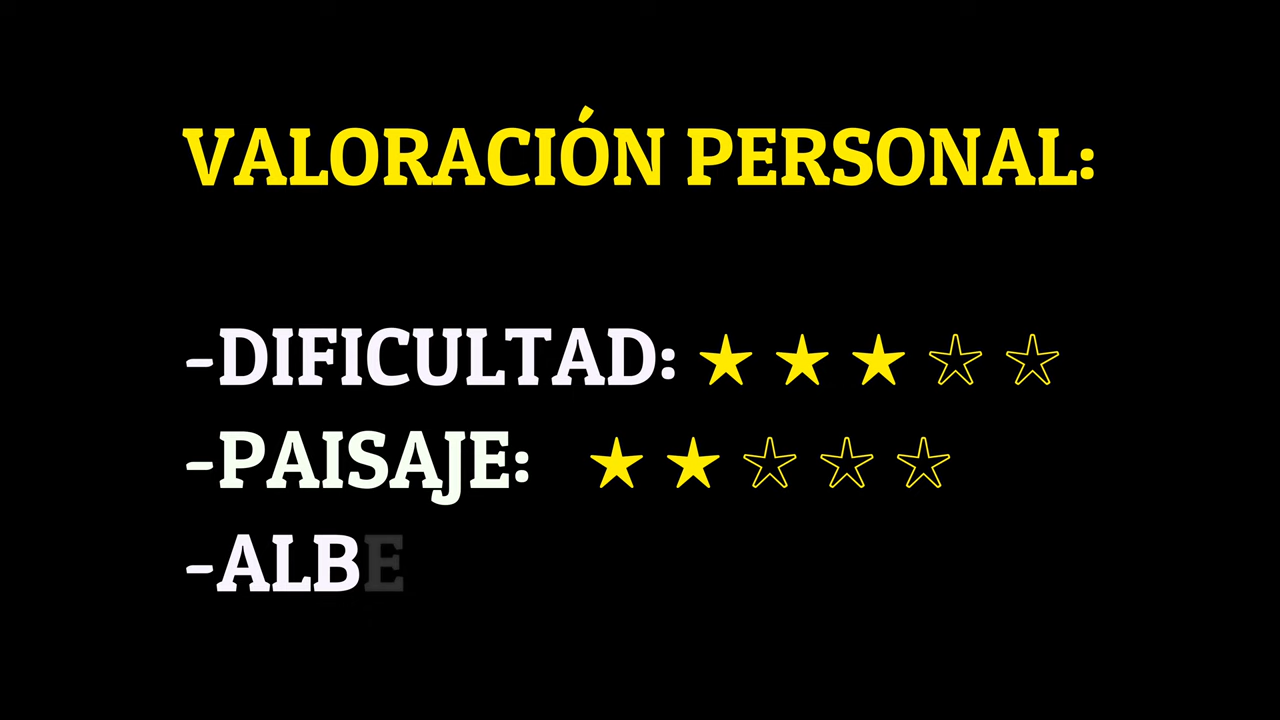 VALORACIÓN PERSONAL:
-DIFICULTAD: ★ ★ ★ ☆ ☆
-PAISAJE: ★ ★ ☆ ☆ ☆
-ALBE